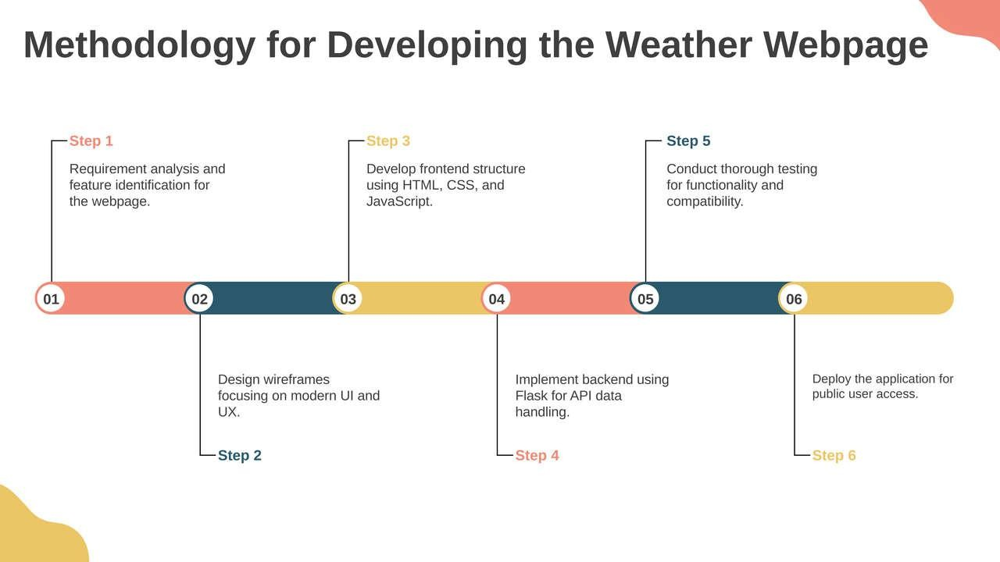 Methodology for Developing the Weather Webpage
Step 1
Requirement analysis and
feature identification for
the webpage.
Step 3
Develop frontend structure
using HTML, CSS, and
JavaScript.
Step 5
Conduct thorough testing
for functionality and
compatibility.
01
02
03
04
05
06
Design wireframes
focusing on modern UI and
UX.
Step 2
Implement backend using
Flask for API data
handling.
Step 4
Deploy the application for
public user access.
Step 6